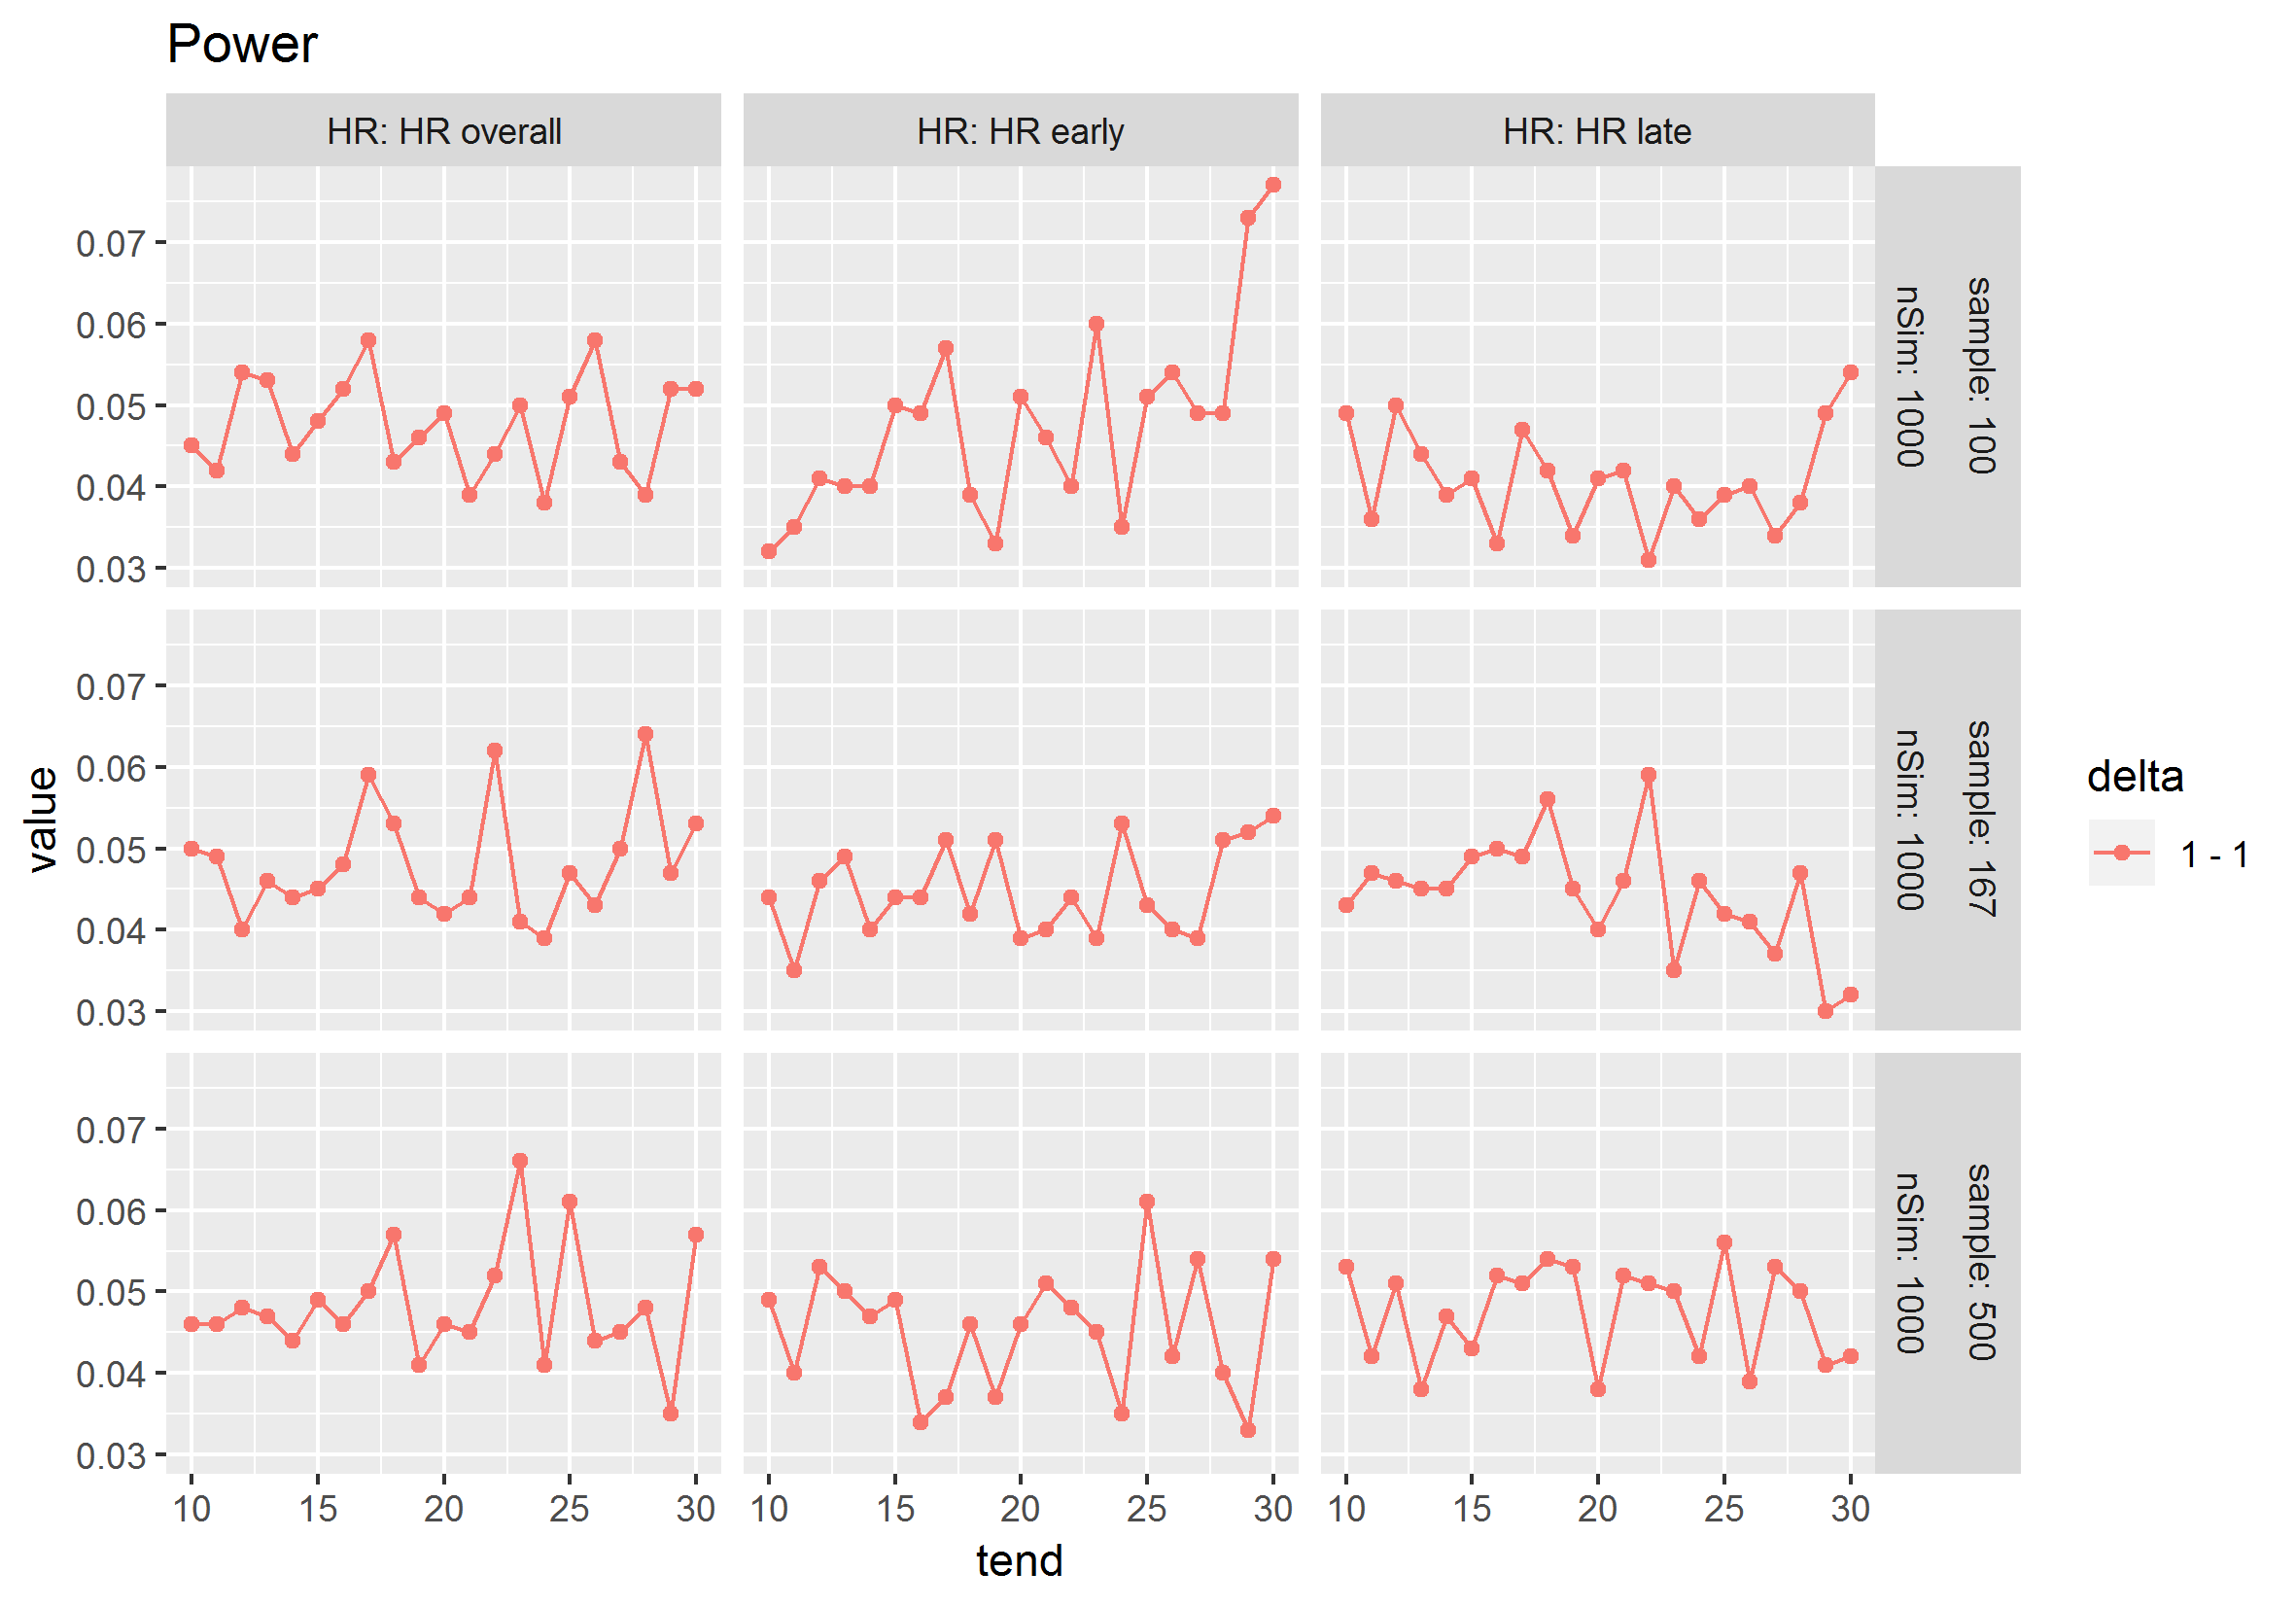 Power
HR: HR overall
HR: HR early
HR: HR late
0.07
0.06
0.05
0.04
0.03
sample: 100
nSim: 1000
0.07
0.06
0.05
0.04
0.03
sample: 167
nSim: 1000
0.07
0.06
0.05
0.04
0.03
sample: 500
nSim: 1000
value
10 15 20 25 30
10 15 20 25 30
10 15 20 25 30
tend
delta
1 - 1